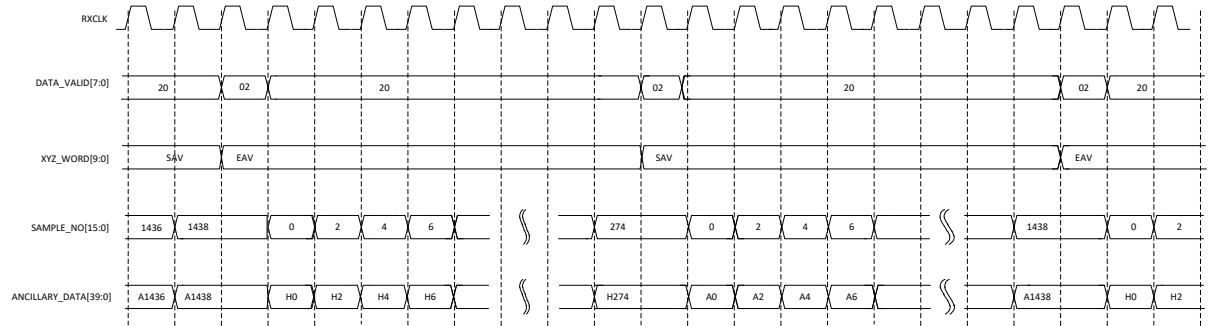 RXCLK
DATA_VALID[7:0] 20 02 20 02 20 02 20
XYZ_WORD[9:0] SAV EAV SAV EAV
SAMPLE_NO[15:0] 1436 1438 0 2 4 6 274 0 2 4 6 1438 0 2
ANCILLARY_DATA[39:0] A1436 A1438 H0 H2 H4 H6 H274 A0 A2 A4 A6 A1438 H0 H2